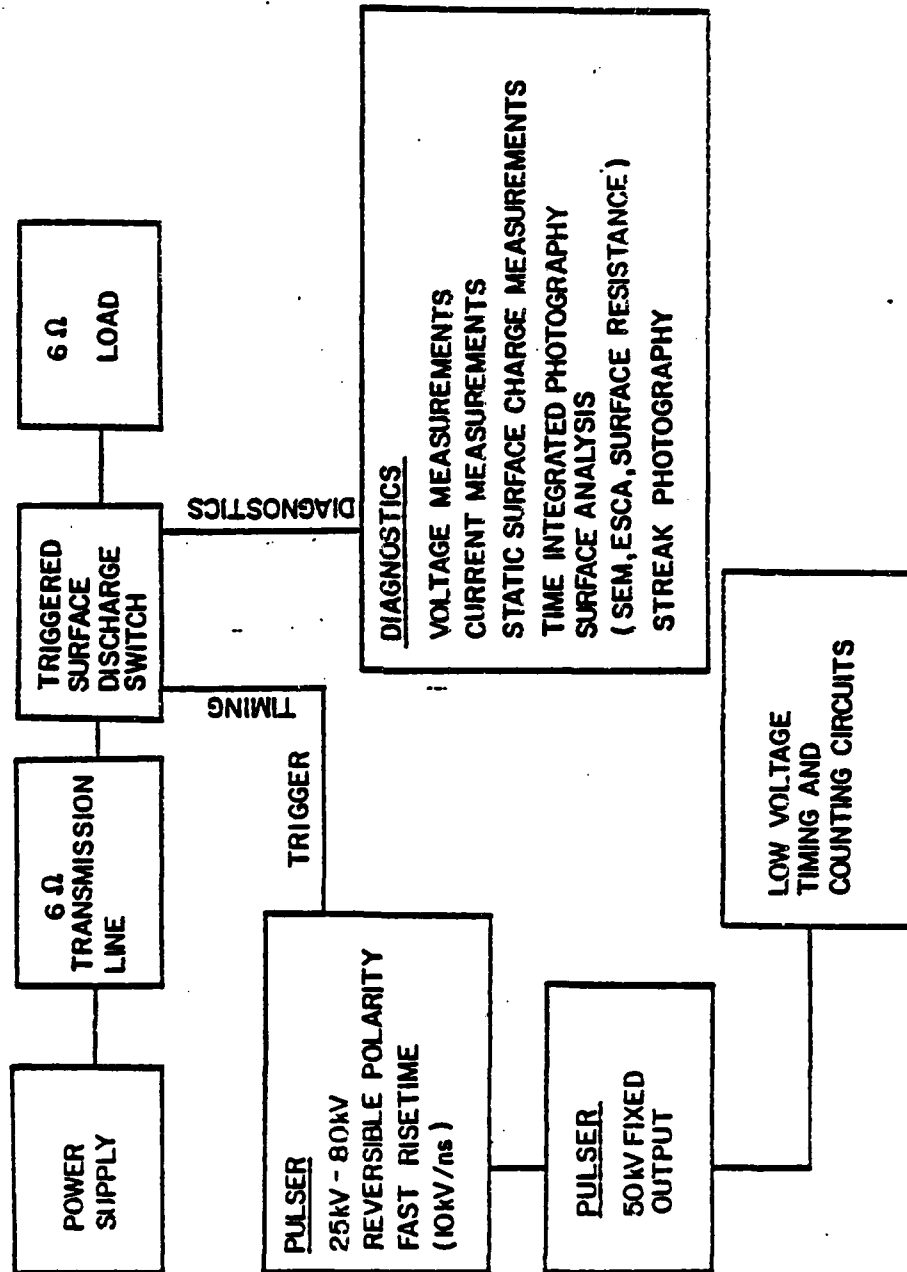 POWER
SUPPLY
6 Ω
TRANSMISSION
LINE
TRIGGERED
SURFACE
DISCHARGE
SWITCH
6 Ω
LOAD
TIMING
DIAGNOSTICS
TRIGGER
PULSER
25kV-80kV
REVERSIBLE POLARITY
FAST RISETIME
(10kV/ns)
DIAGNOSTICS
VOLTAGE MEASUREMENTS
CURRENT MEASUREMENTS
STATIC SURFACE CHARGE MEASUREMENTS
TIME INTEGRATED PHOTOGRAPHY
SURFACE ANALYSIS
(SEM, ESCA, SURFACE RESISTANCE)
STREAK PHOTOGRAPHY
PULSER
50kV FIXED
OUTPUT
LOW VOLTAGE
TIMING AND
COUNTING CIRCUITS